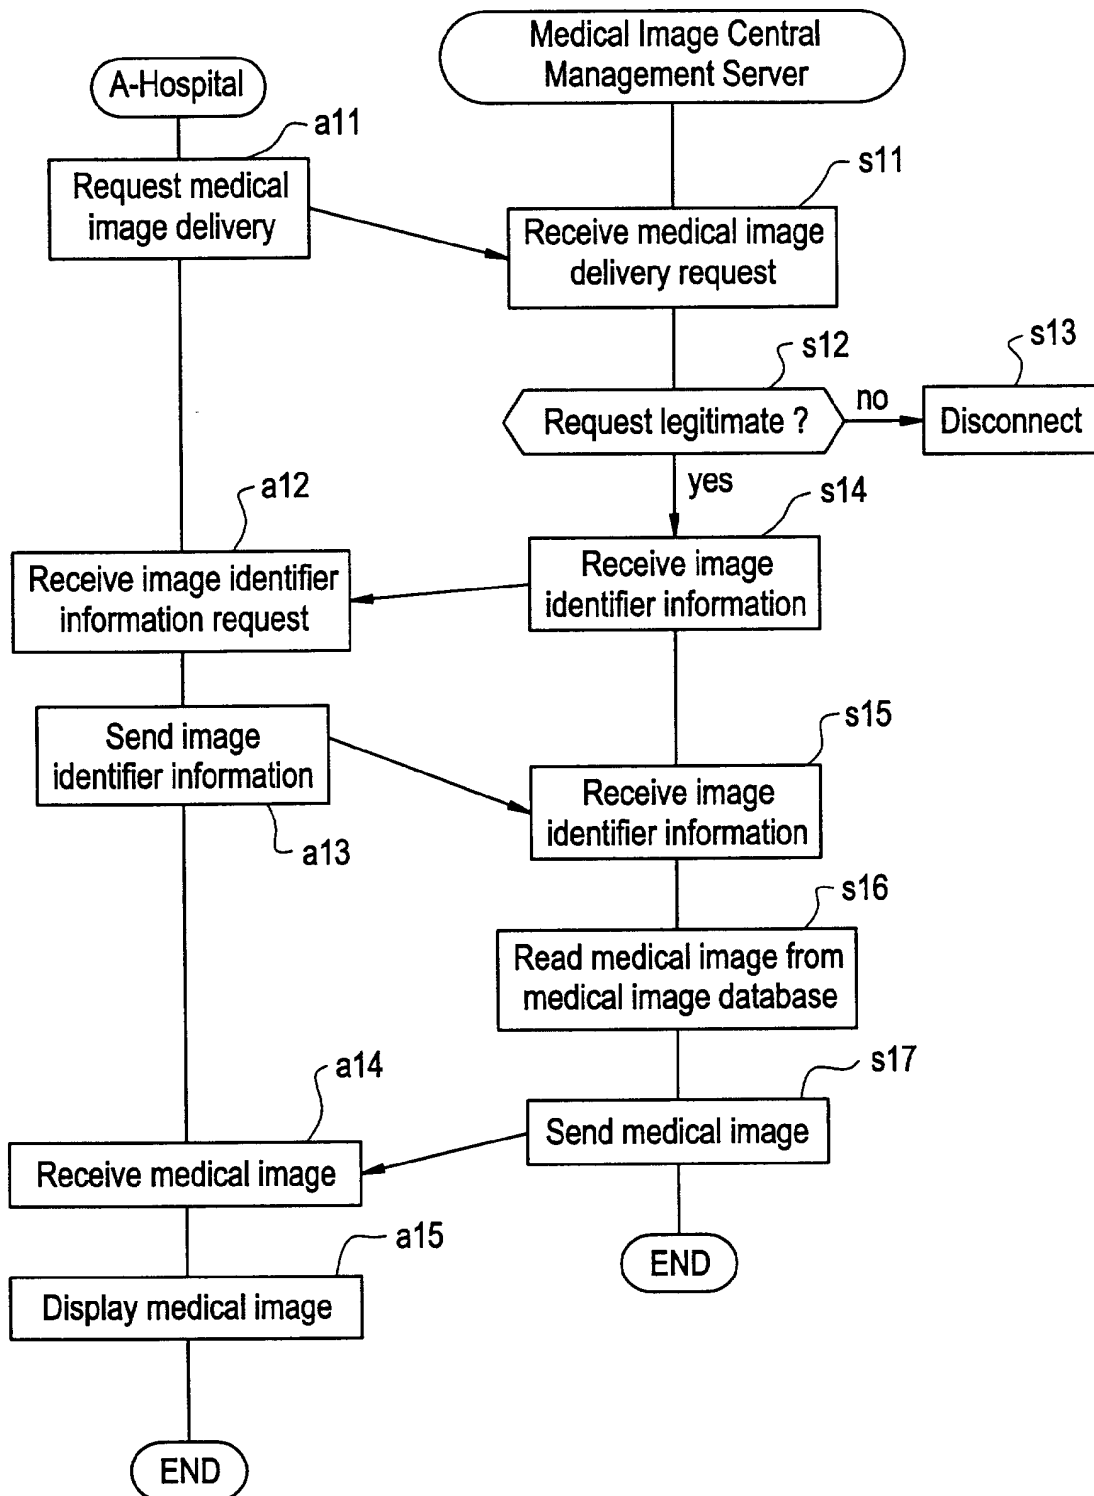 Medical Image Central
Management Server
A-Hospital
a11
Request medical
image delivery
s11
Receive medical image
delivery request
s12
Request legitimate ?
no
s13
Disconnect
yes
a12
Receive image identifier
information request
s14
Receive image
identifier information
Send image
identifier information
a13
s15
Receive image
identifier information
s16
Read medical image from
medical image database
a14
Receive medical image
s17
Send medical image
END
a15
Display medical image
END